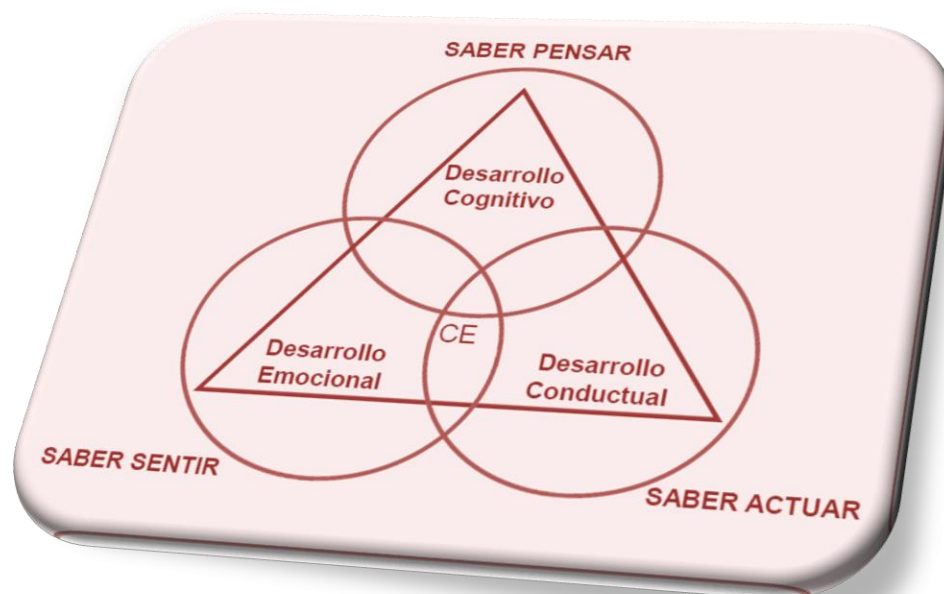 SABER PENSAR
Desarrollo
Cognitivo
CE
Desarrollo
Emocional
Desarrollo
Conductual
SABER SENTIR
SABER ACTUAR